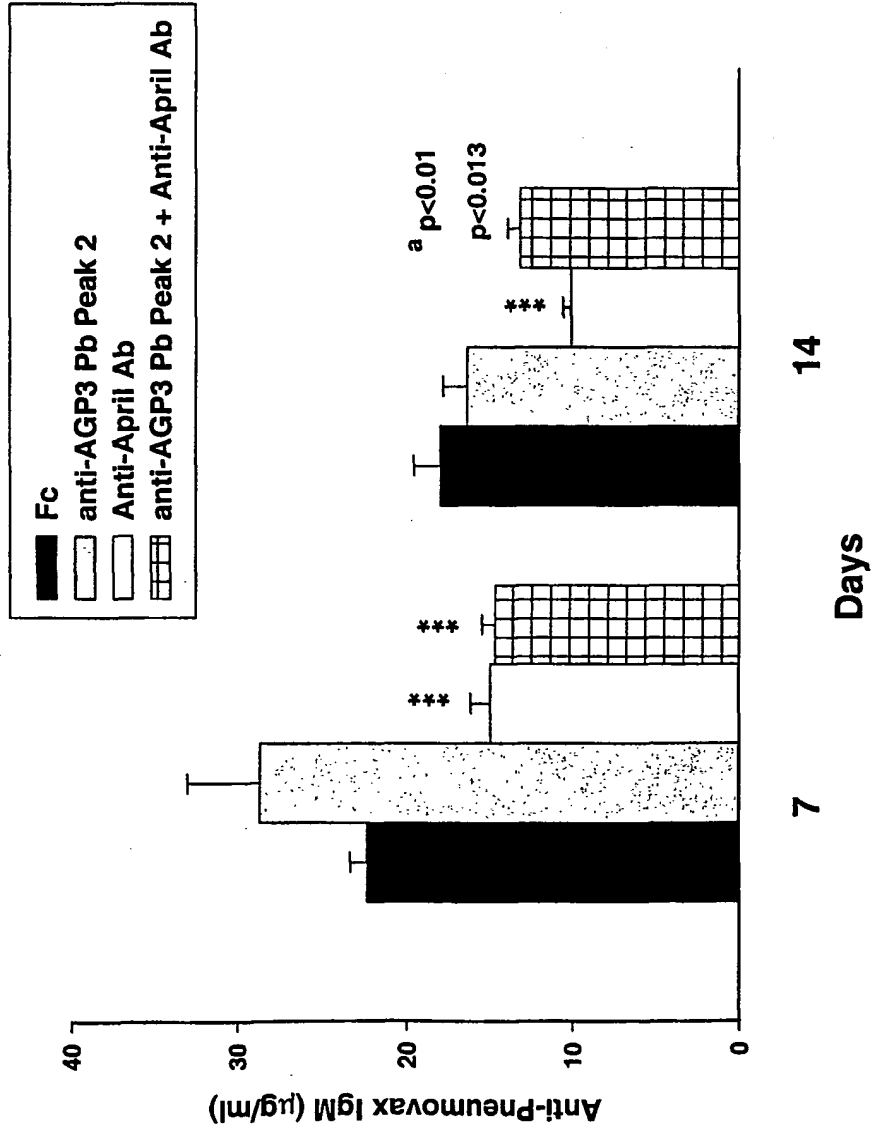 Fc
anti-AGP3 Pb Peak 2
Anti-April Ab
anti-AGP3 Pb Peak 2 + Anti-April Ab
Anti-Pneumovax IgM (µg/ml)
40
30
20
10
0
***
***
***
a p<0.01
p<0.013
7
14
Days